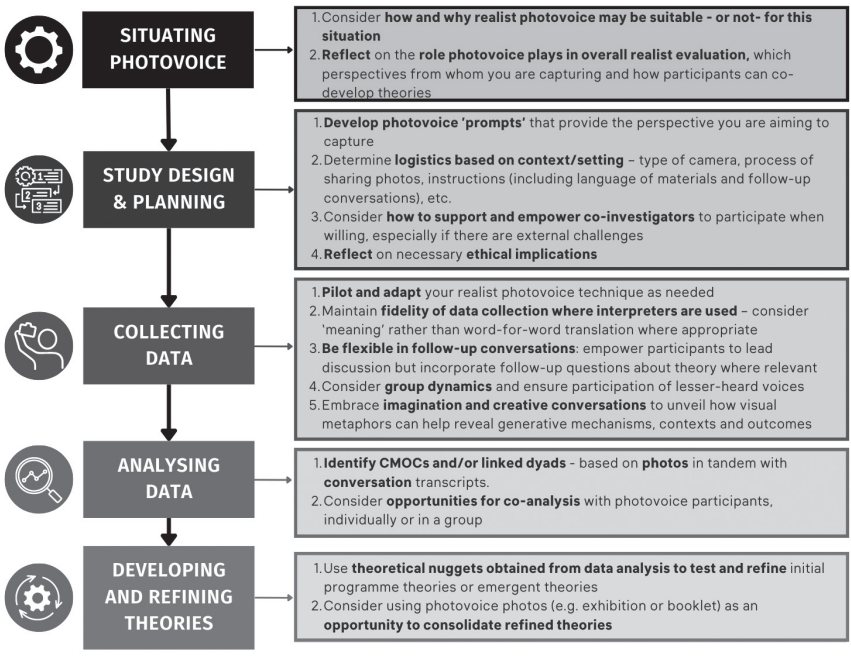 SITUATING
PHOTOVOICE
1.Consider how and why realist photovoice may be suitable - or not- for this
situation
2.Reflect on the role photovoice plays in overall realist evaluation, which
perspectives from whom you are capturing and how participants can co-
develop theories
STUDY DESIGN
& PLANNING
1.Develop photovoice 'prompts' that provide the perspective you are aiming to
capture
2.Determine logistics based on context/setting – type of camera, process of
sharing photos, instructions (including language of materials and follow-up
conversations), etc.
3.Consider how to support and empower co-investigators to participate when
willing, especially if there are external challenges
4.Reflect on necessary ethical implications
COLLECTING
DATA
1.Pilot and adapt your realist photovoice technique as needed
2.Maintain fidelity of data collection where interpreters are used – consider
'meaning' rather than word-for-word translation where appropriate
3.Be flexible in follow-up conversations: empower participants to lead
discussion but incorporate follow-up questions about theory where relevant
4.Consider group dynamics and ensure participation of lesser-heard voices
5.Embrace imagination and creative conversations to unveil how visual
metaphors can help reveal generative mechanisms, contexts and outcomes
ANALYSING
DATA
1.Identify CMOCs and/or linked dyads - based on photos in tandem with
conversation transcripts.
2.Consider opportunities for co-analysis with photovoice participants,
individually or in a group
DEVELOPING
AND REFINING
THEORIES
1.Use theoretical nuggets obtained from data analysis to test and refine initial
programme theories or emergent theories
2.Consider using photovoice photos (e.g. exhibition or booklet) as an
opportunity to consolidate refined theories
1
2
3